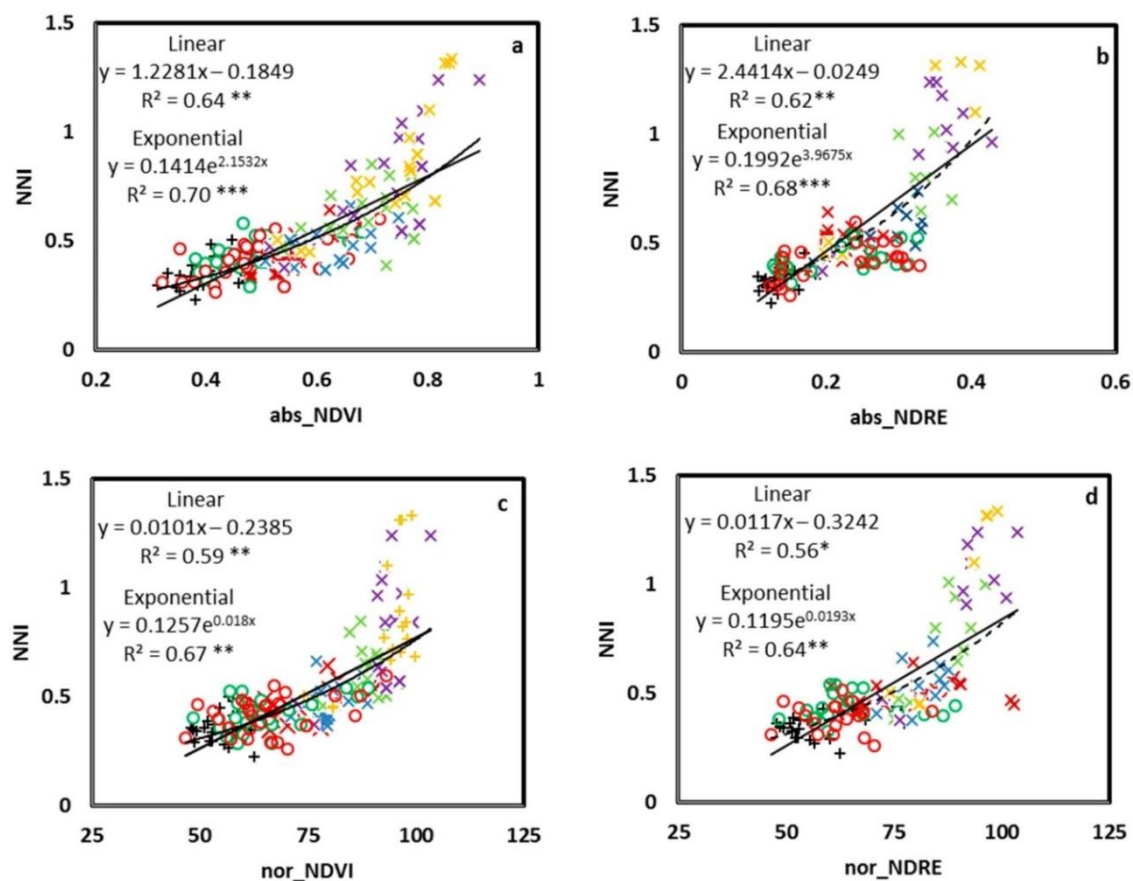 1.5
a
Linear
y = 1.2281x – 0.1849
R² = 0.64 **
1
Exponential
y = 0.1414e^2.1532x
R² = 0.70 ***
NNI
0.5
0
0.2 0.4 0.6 0.8 1
abs_NDVI
1.5
b
Linear
y = 2.4414x – 0.0249
R² = 0.62**
1
Exponential
y = 0.1992e^3.9675x
R² = 0.68***
NNI
0.5
0
0 0.2 0.4 0.6
abs_NDRE
1.5
c
Linear
y = 0.0101x – 0.2385
R² = 0.59 **
1
Exponential
y = 0.1257e^0.018x
R² = 0.67 **
NNI
0.5
0
25 50 75 100 125
nor_NDVI
1.5
d
Linear
y = 0.0117x – 0.3242
R² = 0.56*
1
Exponential
y = 0.1195e^0.0193x
R² = 0.64**
NNI
0.5
0
25 50 75 100 125
nor_NDRE